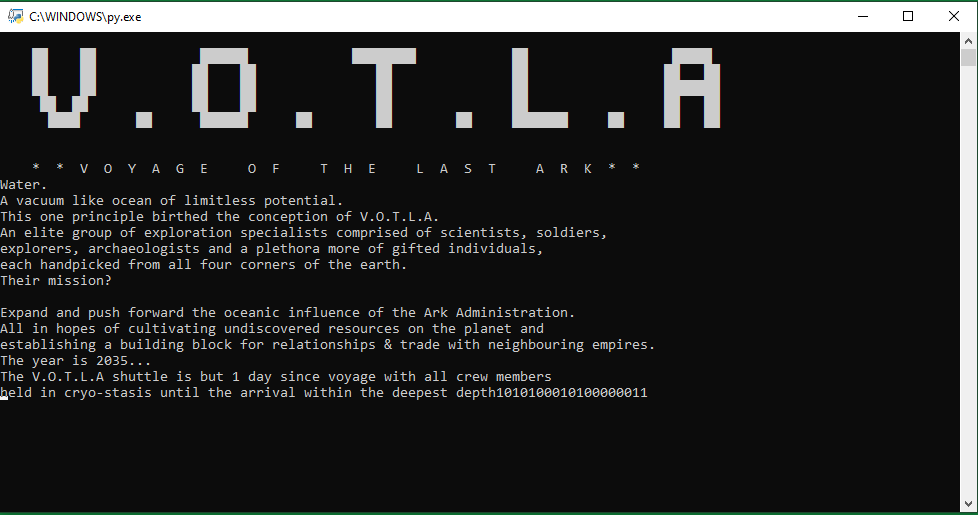 C:\WINDOWS\py.exe
V.O.T.L.A
* * V O Y A G E   O F   T H E   L A S T   A R K * *
Water.
A vacuum like ocean of limitless potential.
This one principle birthed the conception of V.O.T.L.A.
An elite group of exploration specialists comprised of scientists, soldiers,
explorers, archaeologists and a plethora more of gifted individuals,
each handpicked from all four corners of the earth.
Their mission?
Expand and push forward the oceanic influence of the Ark Administration.
All in hopes of cultivating undiscovered resources on the planet and
establishing a building block for relationships & trade with neighbouring empires.
The year is 2035...
The V.O.T.L.A shuttle is but 1 day since voyage with all crew members
held in cryo-stasis until the arrival within the deepest depth1010100010100000011